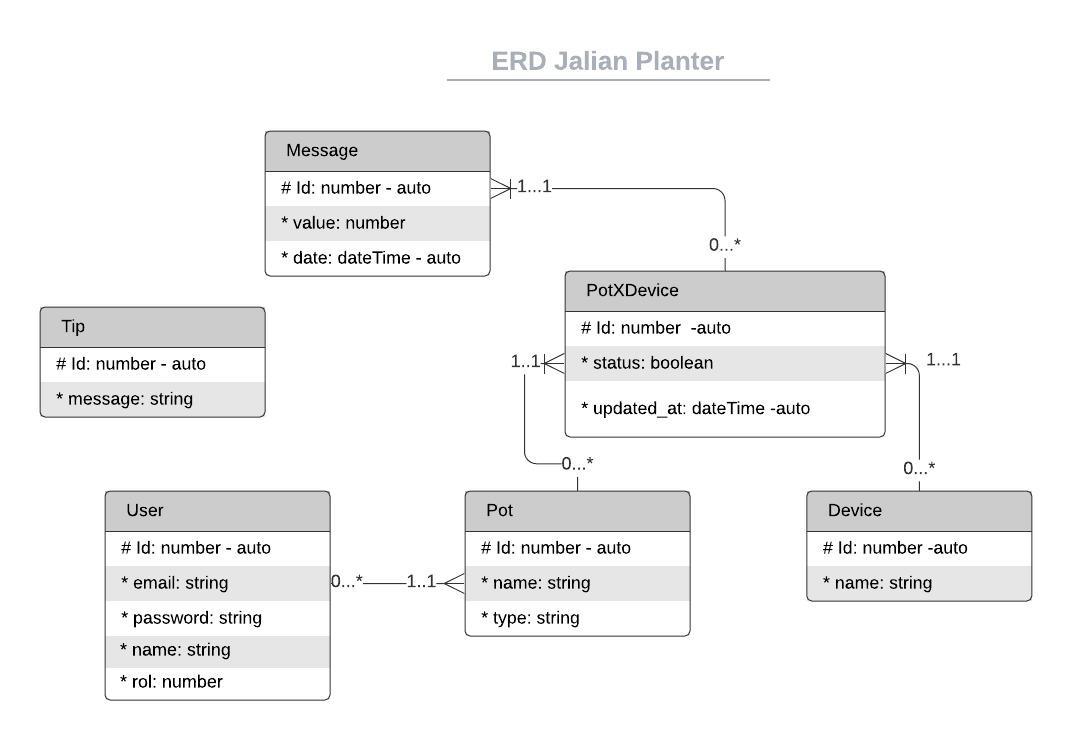 ERD Jalian Planter
Message
# Id: number - auto
* value: number
* date: dateTime - auto
1...1
0...*
PotXDevice
# Id: number -auto
* status: boolean
* updated_at: dateTime -auto
Tip
# Id: number - auto
* message: string
1..1
1...1
0...*
0...*
User
# Id: number - auto
* email: string
* password: string
* name: string
* rol: number
0...*
1..1
Pot
# Id: number - auto
* name: string
* type: string
Device
# Id: number -auto
* name: string